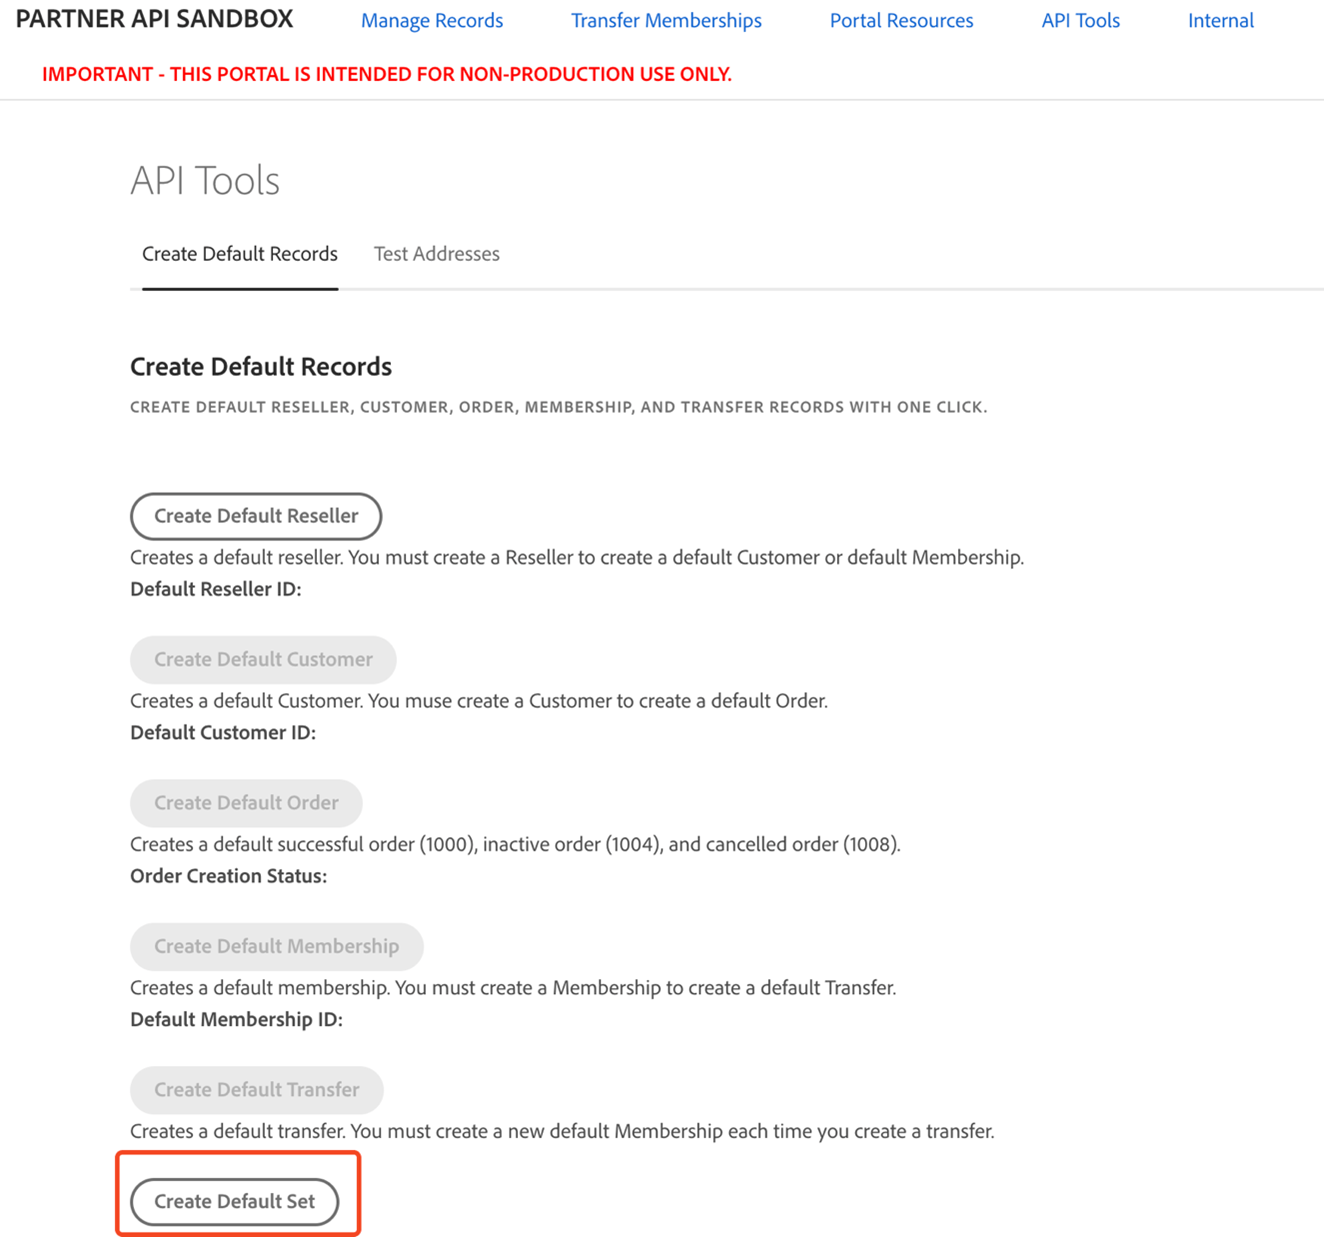 PARTNER API SANDBOX Manage Records Transfer Memberships Portal Resources API Tools Internal
IMPORTANT - THIS PORTAL IS INTENDED FOR NON-PRODUCTION USE ONLY.
API Tools
Create Default Records Test Addresses
Create Default Records
CREATE DEFAULT RESELLER, CUSTOMER, ORDER, MEMBERSHIP, AND TRANSFER RECORDS WITH ONE CLICK.
Create Default Reseller
Creates a default reseller. You must create a Reseller to create a default Customer or default Membership.
Default Reseller ID:
Create Default Customer
Creates a default Customer. You muse create a Customer to create a default Order.
Default Customer ID:
Create Default Order
Creates a default successful order (1000), inactive order (1004), and cancelled order (1008).
Order Creation Status:
Create Default Membership
Creates a default membership. You must create a Membership to create a default Transfer.
Default Membership ID:
Create Default Transfer
Creates a default transfer. You must create a new default Membership each time you create a transfer.
Create Default Set